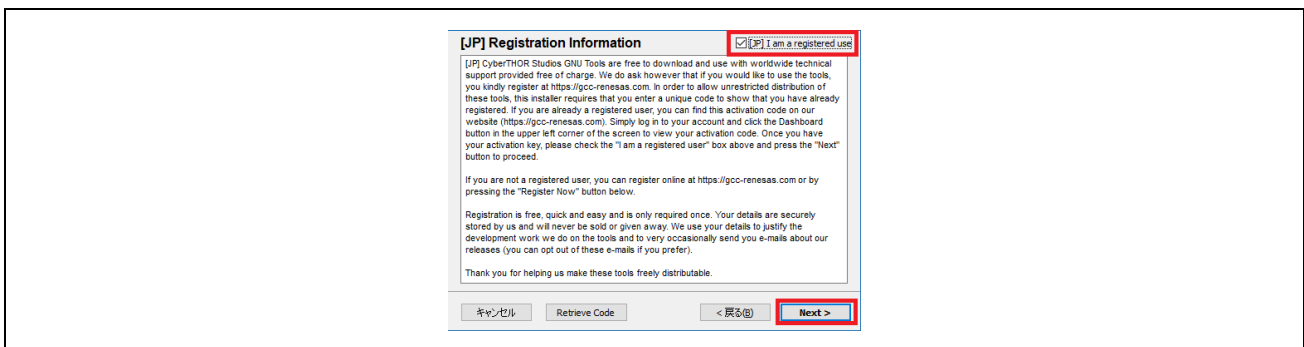 [JP] Registration Information
[JP] I am a registered use
[JP] CyberTHOR Studios GNU Tools are free to download and use with worldwide technical
support provided free of charge. We do ask however that if you would like to use the tools,
you kindly register at https://gcc-renesas.com. In order to allow unrestricted distribution of
these tools, this installer requires that you enter a unique code to show that you have already
registered. If you are already a registered user, you can find this activation code on our
website (https://gcc-renesas.com). Simply log in to your account and click the Dashboard
button in the upper left corner of the screen to view your activation code. Once you have
your activation key, please check the "I am a registered user" box above and press the "Next"
button to proceed.
If you are not a registered user, you can register online at https://gcc-renesas.com or by
pressing the "Register Now" button below.
Registration is free, quick and easy and is only required once. Your details are securely
stored by us and will never be sold or given away. We use your details to justify the
development work we do on the tools and to very occasionally send you e-mails about our
releases (you can opt out of these e-mails if you prefer).
Thank you for helping us make these tools freely distributable.
キャンセル
Retrieve Code
< 戻る(B)
Next >